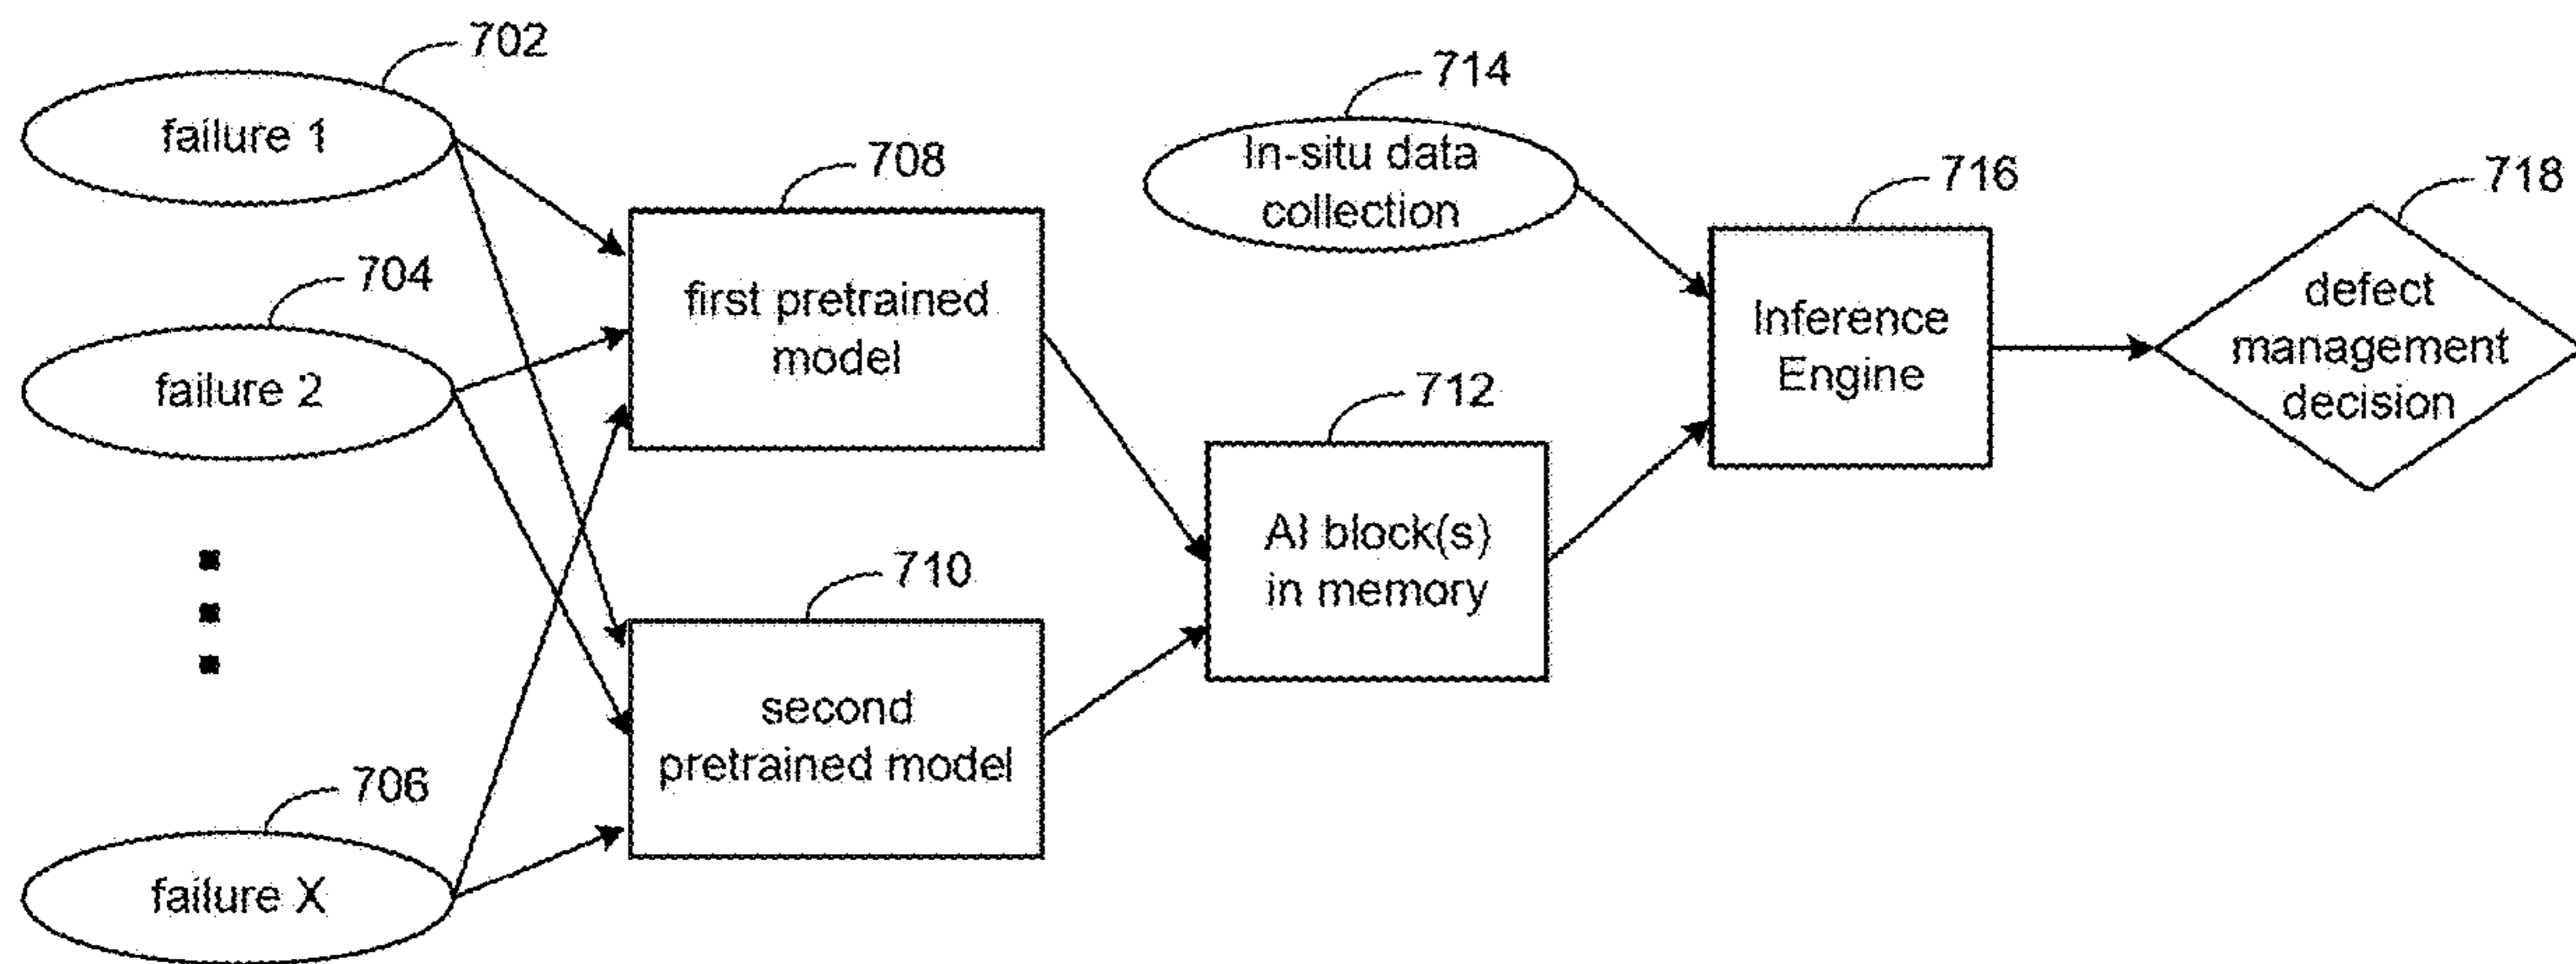 702
failure 1
704
failure 2
706
failure X
708
first pretrained
model
710
second
pretrained model
712
AI block(s)
in memory
714
In-situ data
collection
716
Inference
Engine
718
defect
management
decision